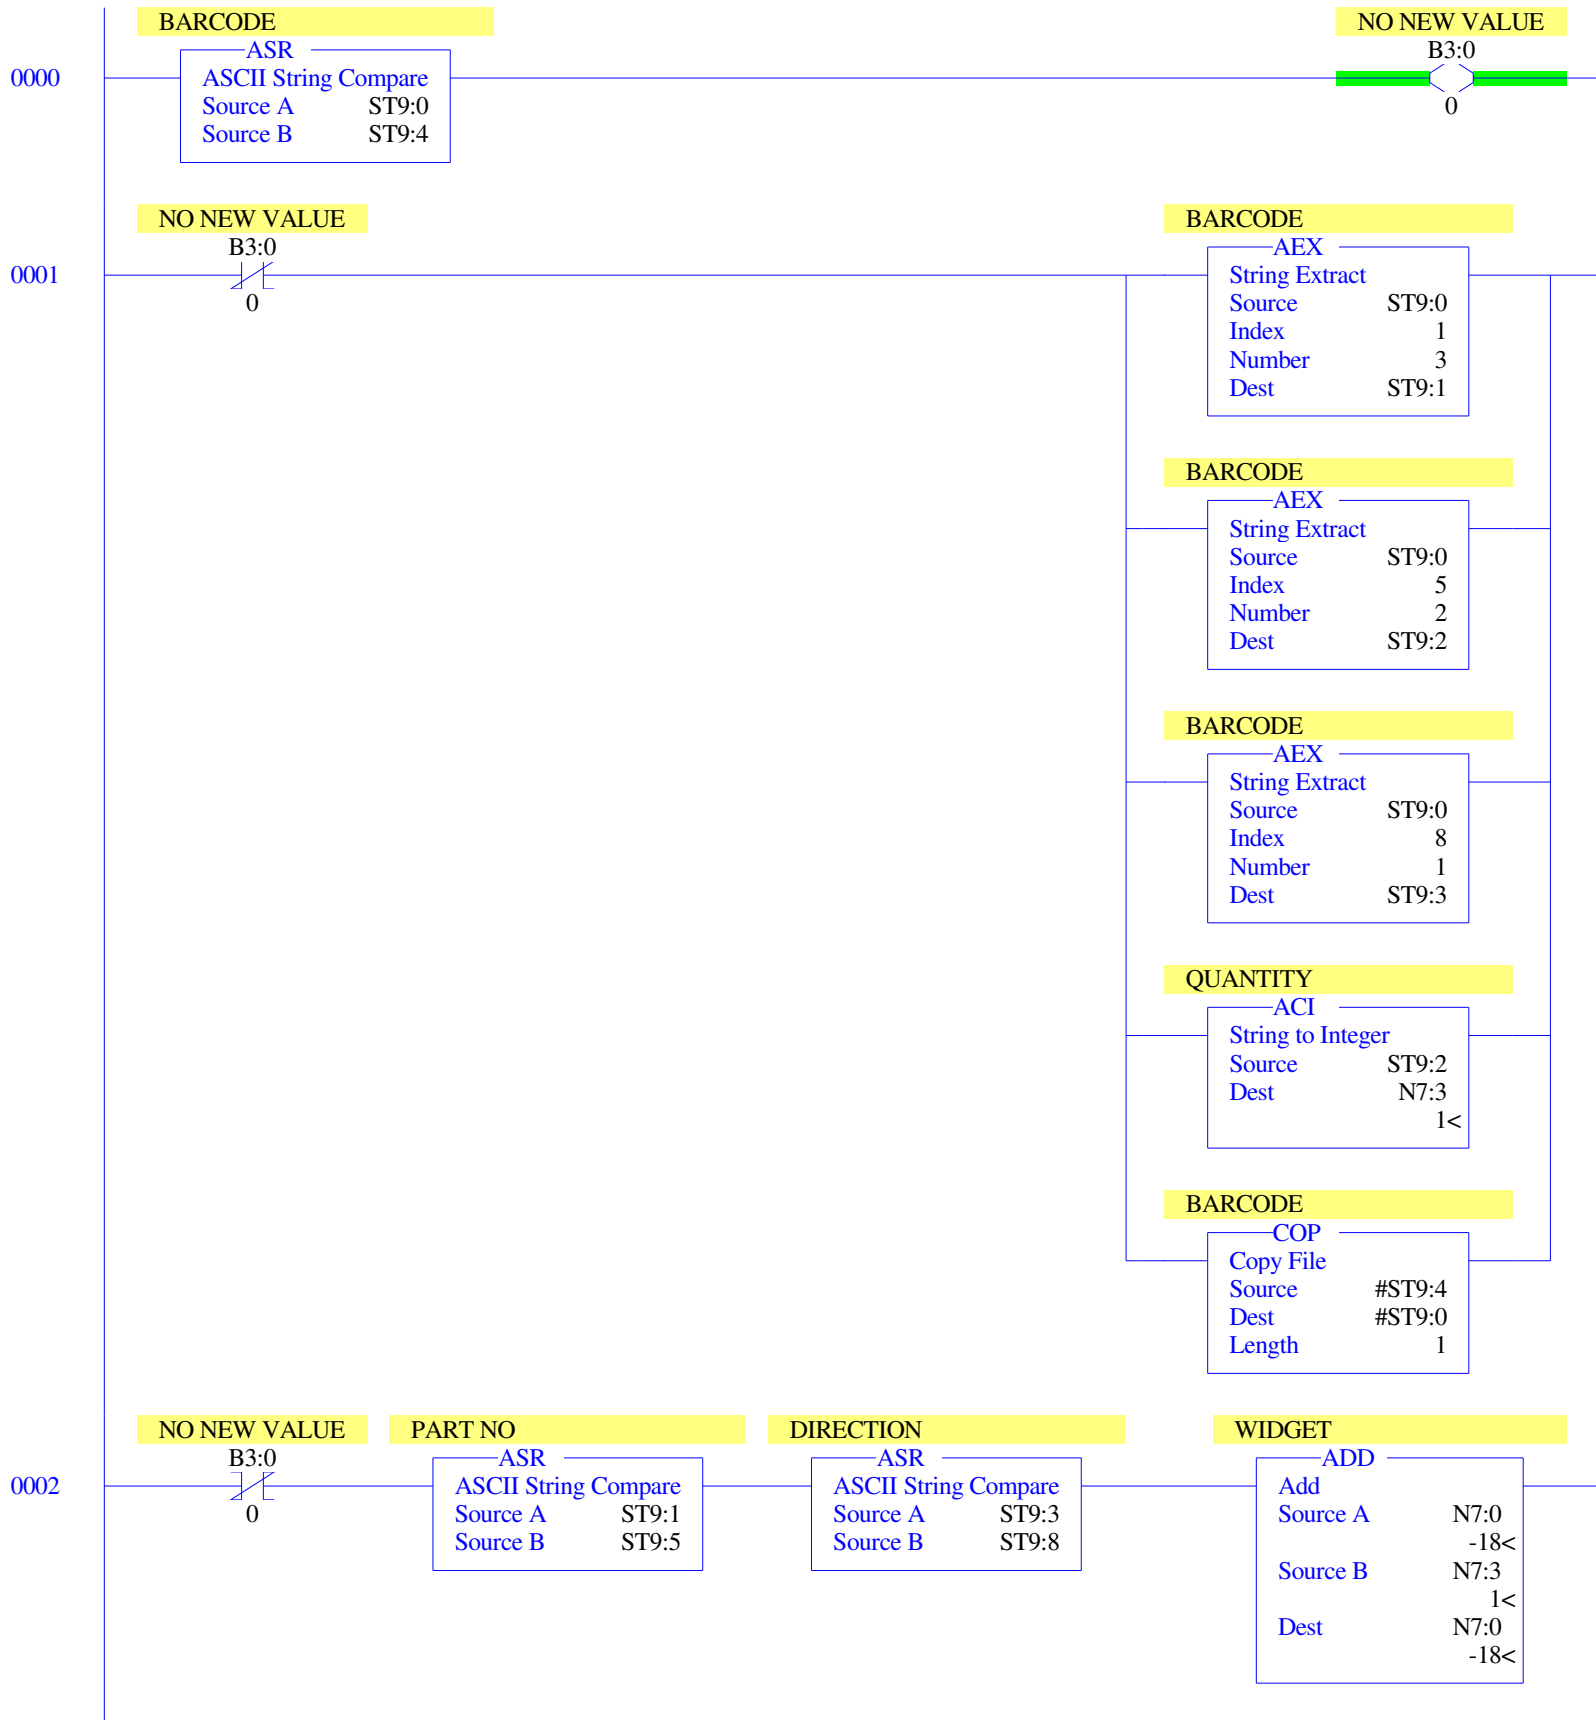 BARCODE
ASR
ASCII String Compare
Source A ST9:0
Source B ST9:4
NO NEW VALUE
B3:0
0
0000
NO NEW VALUE
B3:0
0
0001
BARCODE
AEX
String Extract
Source ST9:0
Index 1
Number 3
Dest ST9:1
BARCODE
AEX
String Extract
Source ST9:0
Index 5
Number 2
Dest ST9:2
BARCODE
AEX
String Extract
Source ST9:0
Index 8
Number 1
Dest ST9:3
QUANTITY
ACI
String to Integer
Source ST9:2
Dest N7:3
1<
BARCODE
COP
Copy File
Source #ST9:4
Dest #ST9:0
Length 1
NO NEW VALUE
B3:0
0
0002
PART NO
ASR
ASCII String Compare
Source A ST9:1
Source B ST9:5
DIRECTION
ASR
ASCII String Compare
Source A ST9:3
Source B ST9:8
WIDGET
ADD
Add
Source A N7:0
-18<
Source B N7:3
1<
Dest N7:0
-18<